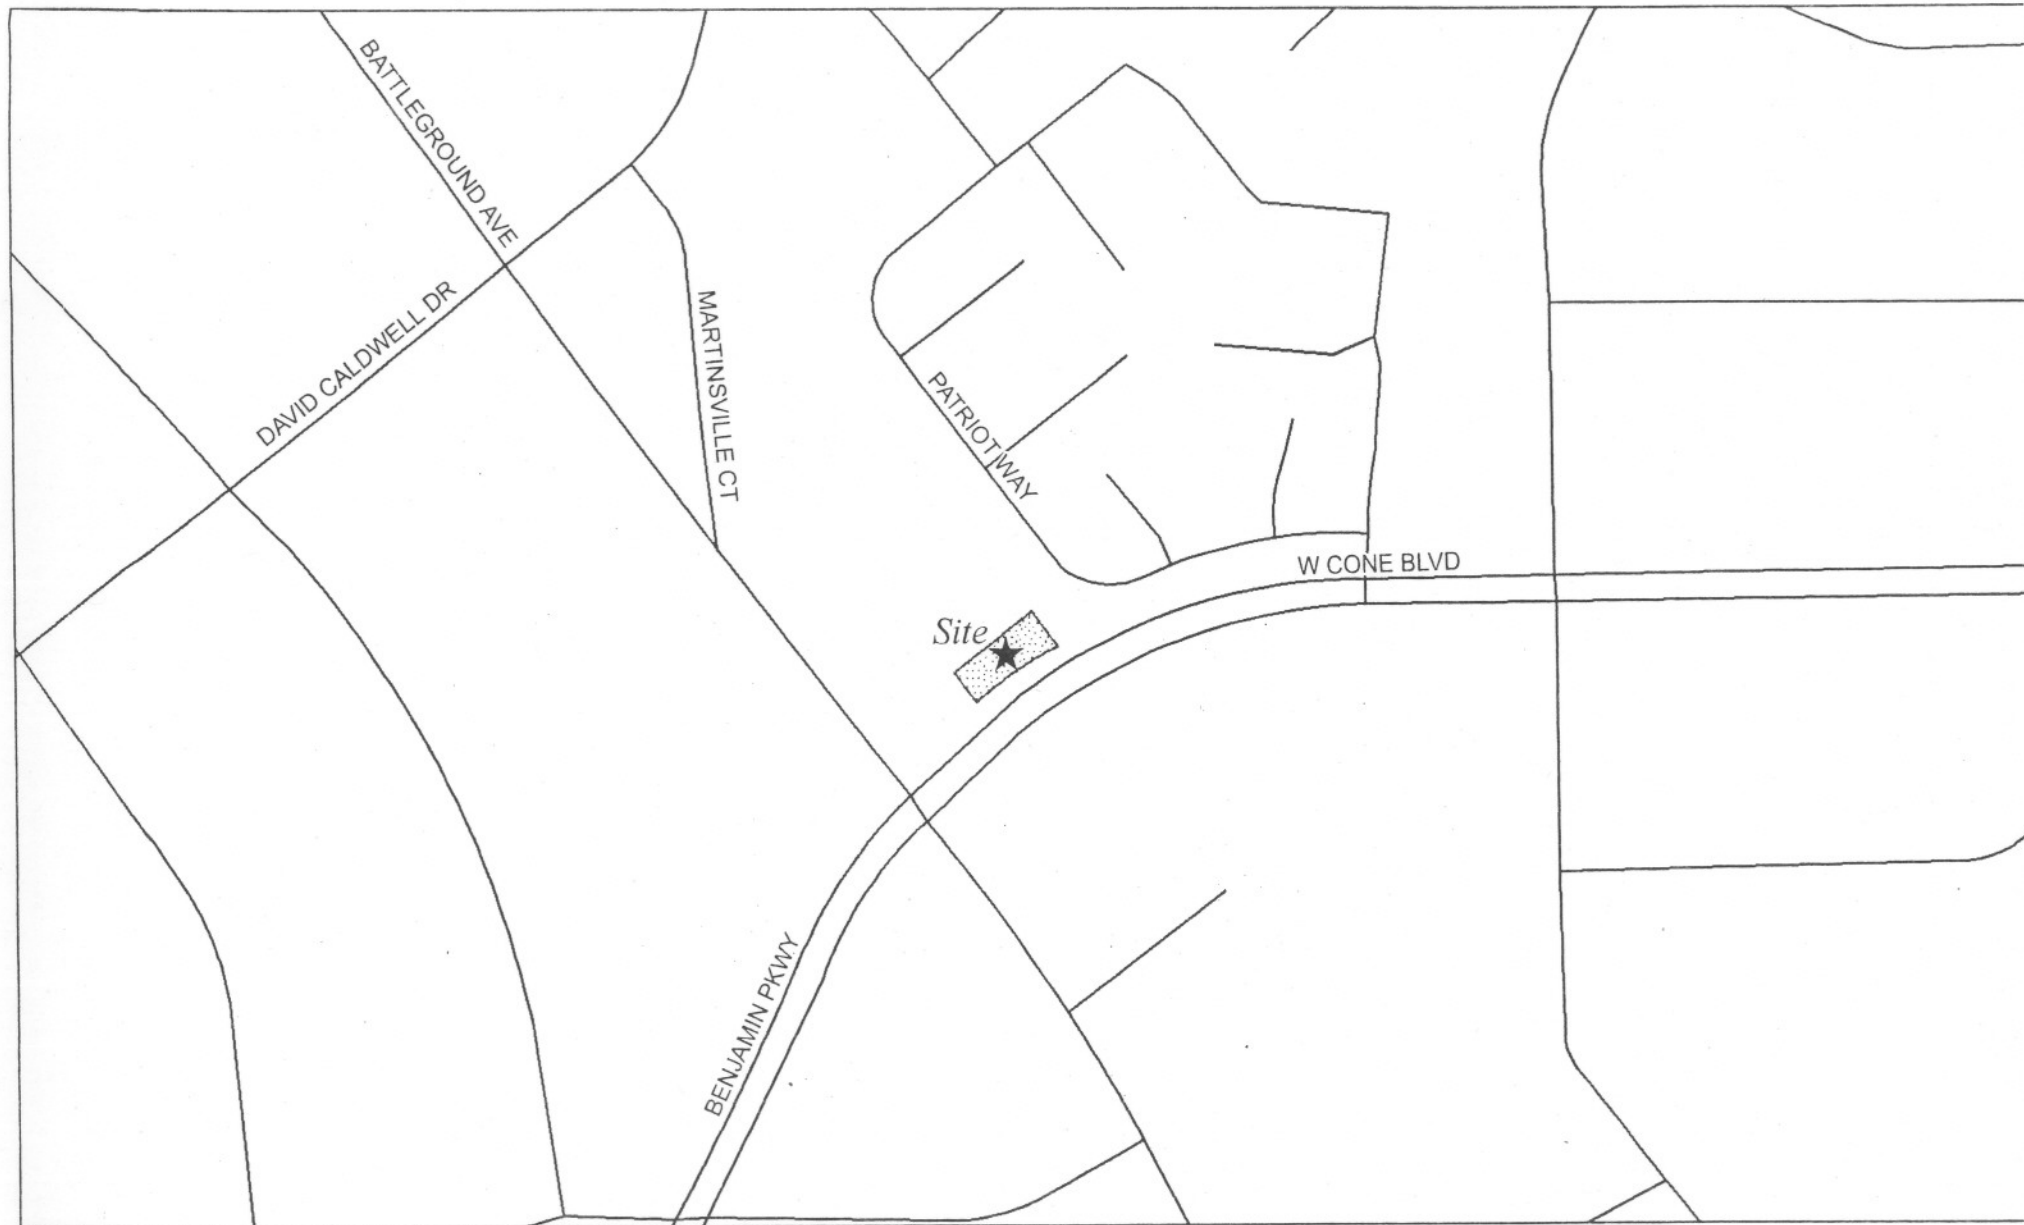 BATTLEGROUND AVE
DAVID CALDWELL DR
MARTINSVILLE CT
PATRIOT WAY
W CONE BLVD
Site
BENJAMIN PKWY